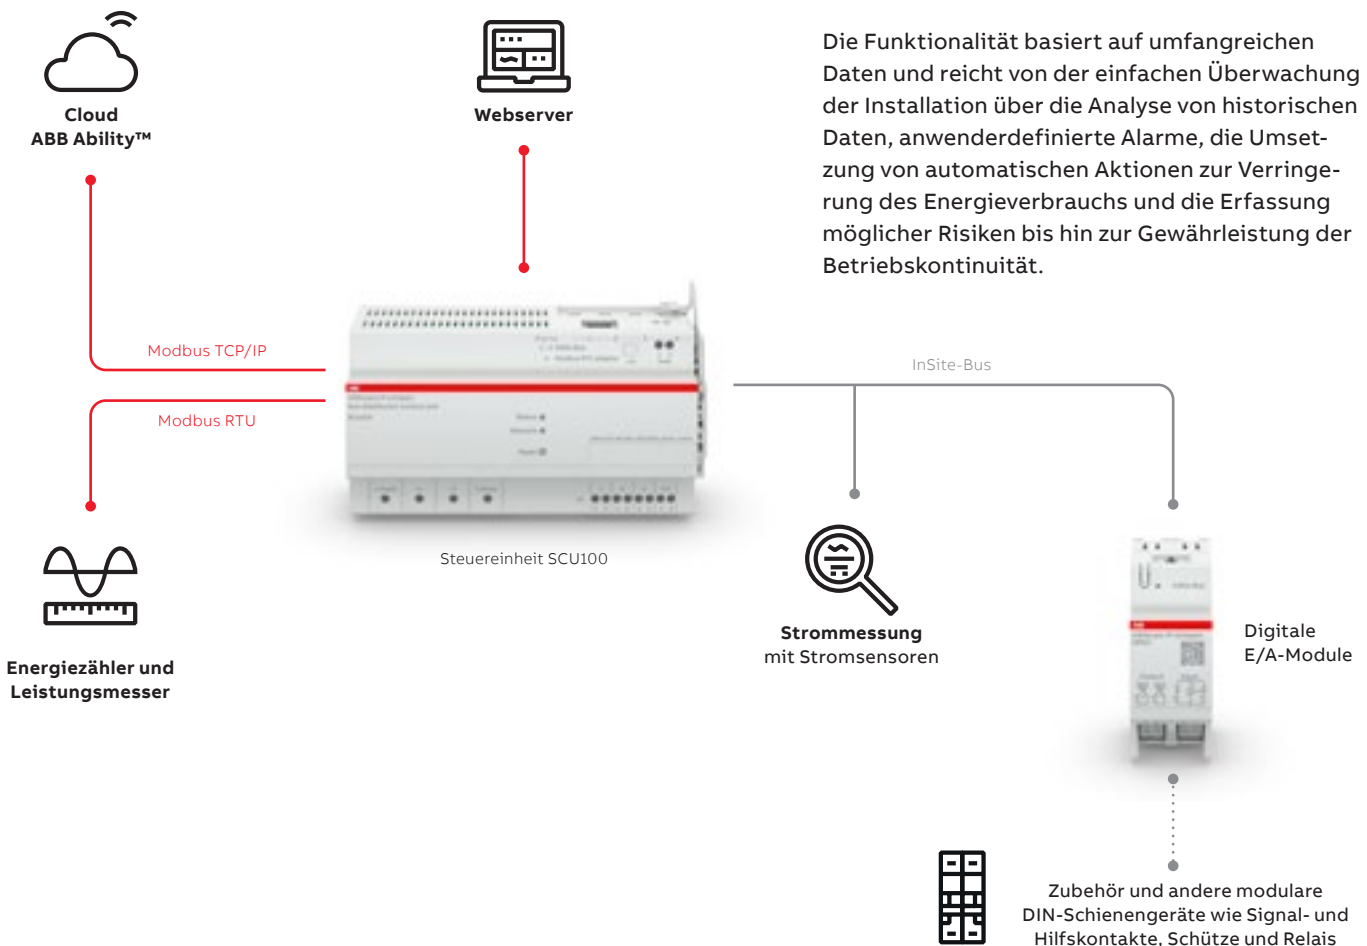 Die Funktionalität basiert auf umfangreichen
Daten und reicht von der einfachen Überwachung
der Installation über die Analyse von historischen
Daten, anwenderdefinierte Alarme, die Umset-
zung von automatischen Aktionen zur Verringe-
rung des Energieverbrauchs und die Erfassung
möglicher Risiken bis hin zur Gewährleistung der
Betriebskontinuität.
Cloud
ABB Ability™
Webserver
Modbus TCP/IP
Modbus RTU
InSite-Bus
Steuereinheit SCU100
Energiezähler und
Leistungsmesser
Strommessung
mit Stromsensoren
Digitale
E/A-Module
Zubehör und andere modulare
DIN-Schienengeräte wie Signal- und
Hilfskontakte, Schütze und Relais